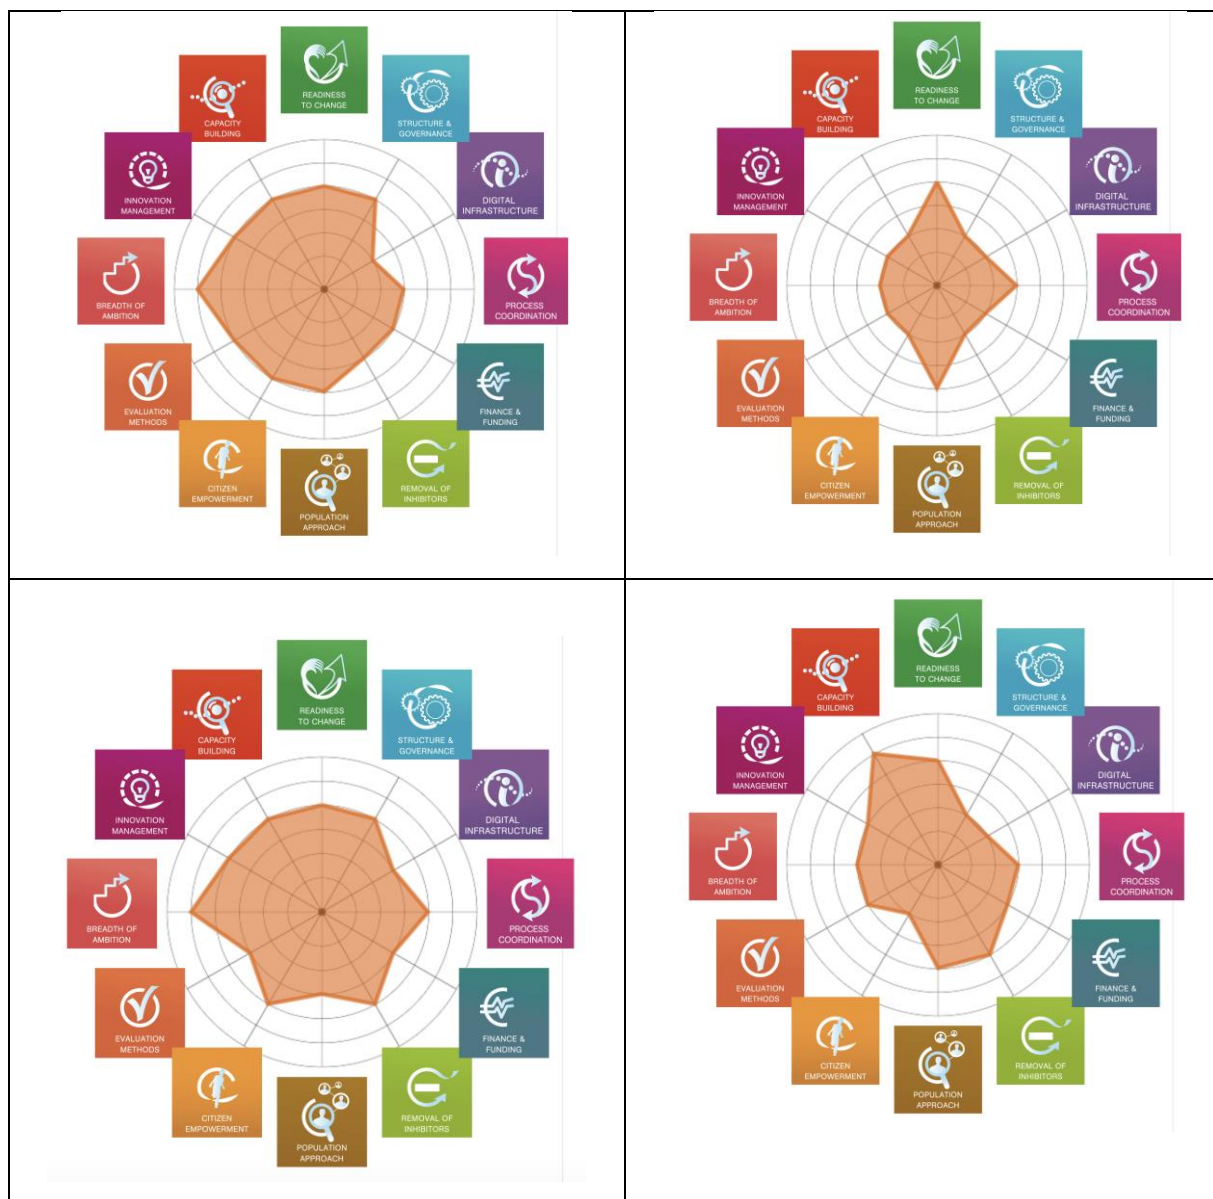 READINESS
TO CHANGE
STRUCTURE &
GOVERNANCE
DIGITAL
INFRASTRUCTURE
PROCESS
COORDINATION
FINANCE &
FUNDING
REMOVAL OF
INHIBITORS
POPULATION
APPROACH
CITIZEN
EMPOWERMENT
EVALUATION
METHODS
BREADTH OF
AMBITION
INNOVATION
MANAGEMENT
CAPACITY
BUILDING
READINESS
TO CHANGE
STRUCTURE &
GOVERNANCE
DIGITAL
INFRASTRUCTURE
PROCESS
COORDINATION
FINANCE &
FUNDING
REMOVAL OF
INHIBITORS
POPULATION
APPROACH
CITIZEN
EMPOWERMENT
EVALUATION
METHODS
BREADTH OF
AMBITION
INNOVATION
MANAGEMENT
CAPACITY
BUILDING
READINESS
TO CHANGE
STRUCTURE &
GOVERNANCE
DIGITAL
INFRASTRUCTURE
PROCESS
COORDINATION
FINANCE &
FUNDING
REMOVAL OF
INHIBITORS
POPULATION
APPROACH
CITIZEN
EMPOWERMENT
EVALUATION
METHODS
BREADTH OF
AMBITION
INNOVATION
MANAGEMENT
CAPACITY
BUILDING
READINESS
TO CHANGE
STRUCTURE &
GOVERNANCE
DIGITAL
INFRASTRUCTURE
PROCESS
COORDINATION
FINANCE &
FUNDING
REMOVAL OF
INHIBITORS
POPULATION
APPROACH
CITIZEN
EMPOWERMENT
EVALUATION
METHODS
BREADTH OF
AMBITION
INNOVATION
MANAGEMENT
CAPACITY
BUILDING